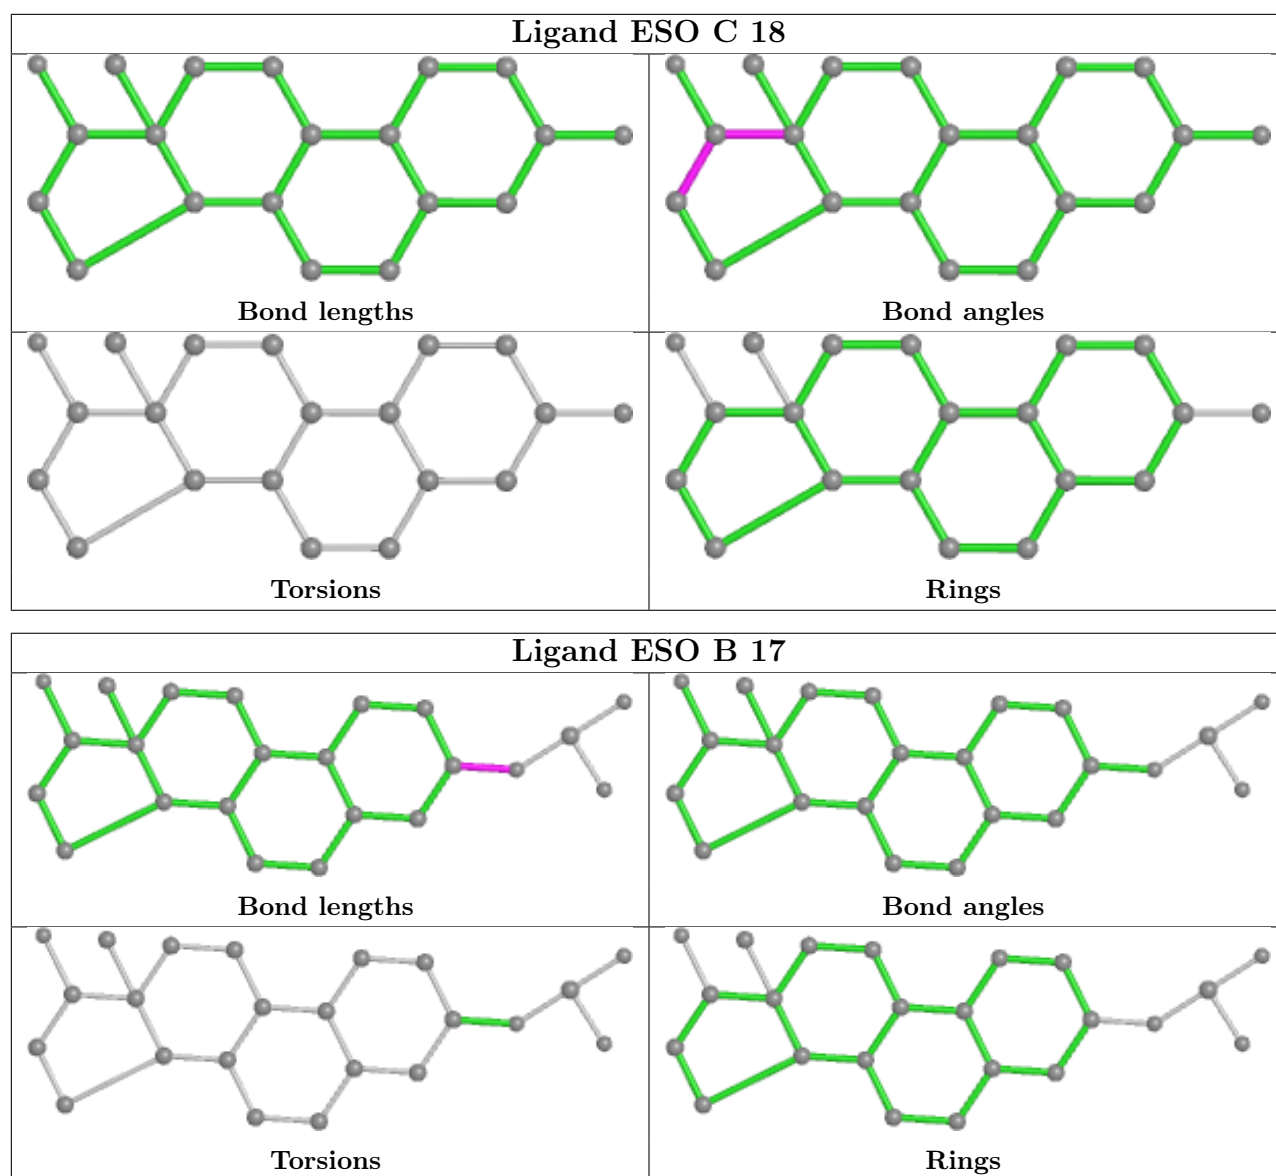 Ligand ESO C 18
Bond lengths
Bond angles
Torsions
Rings
Ligand ESO B 17
Bond lengths
Bond angles
Torsions
Rings